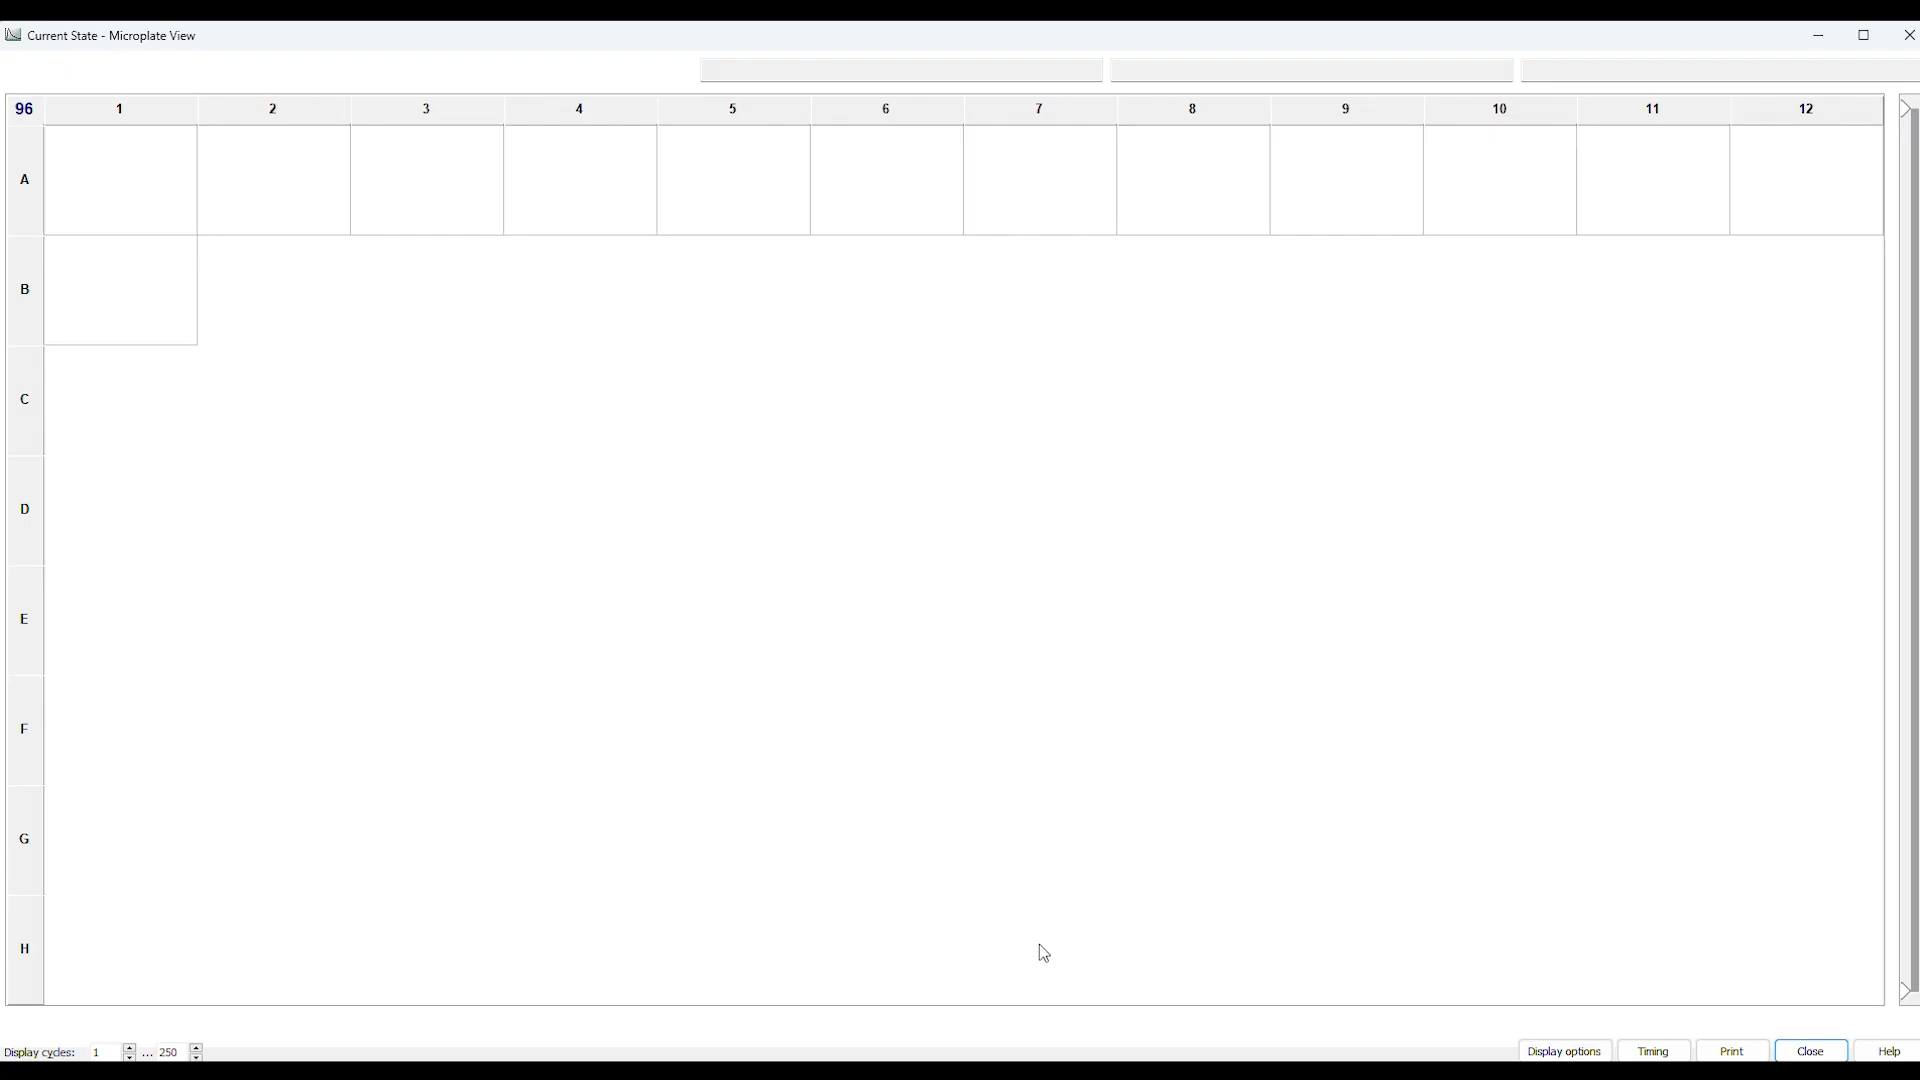 Current State - Microplate View
96 1 2 3 4 5 6 7 8 9 10 11 12
A
B
C
D
E
F
G
H
Display cycles: 1 ... 250 Display options Timing Print Close Help